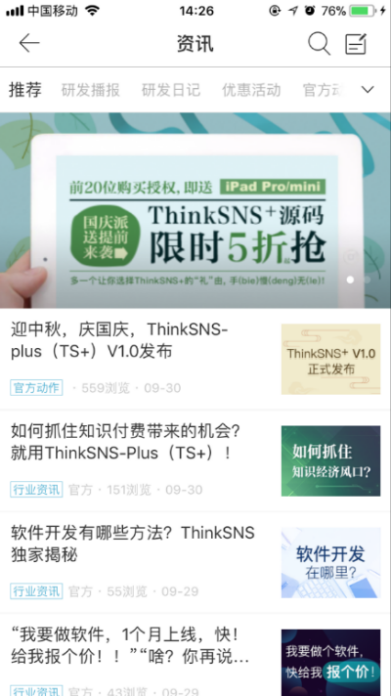 中国移动
14:26
76%
资讯
推荐 研发播报 研发日记 优惠活动 官方动
前20位购买授权,即送 iPad Pro/mini
国庆派
送提前
来袭
ThinkSNS+源码
限时5折抢
多一个让你选择ThinkSNS+的“礼”由,手(bie)慢(deng)无(le)!
迎中秋,庆国庆,ThinkSNS-
plus(TS+)V1.0发布
官方动作 · 559浏览 · 09-30
ThinkSNS+ V1.0
正式发布
如何抓住知识付费带来的机会?
就用ThinkSNS-Plus(TS+)!
行业资讯 官方 · 151浏览 · 09-30
如何抓住
知识经济风口?
软件开发有哪些方法?ThinkSNS
独家揭秘
行业资讯 官方 · 55浏览 · 09-29
软件开发
在哪里?
“我要做软件,1个月上线,快!
给我报个价!!”“啥?你再说...
行业资讯 官方 · 43浏览 · 09-29
我要做个软件,
快给我 报个价!